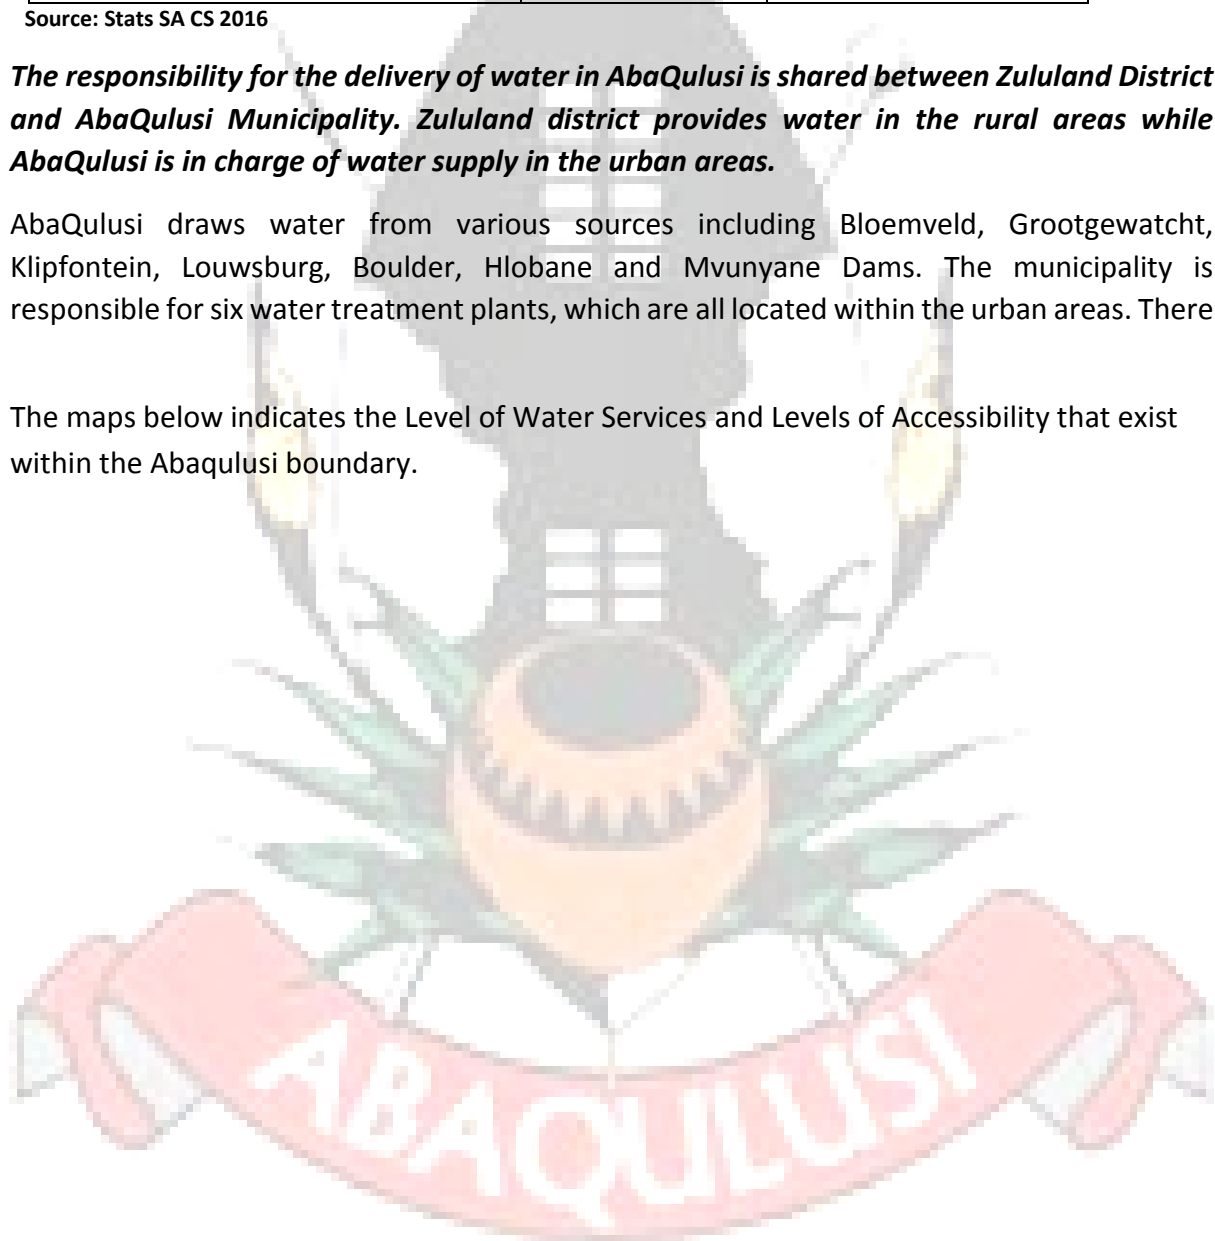 Source: Stats SA CS 2016
The responsibility for the delivery of water in AbaQulusi is shared between Zululand District
and AbaQulusi Municipality. Zululand district provides water in the rural areas while
AbaQulusi is in charge of water supply in the urban areas.
AbaQulusi draws water from various sources including Bloemveld, Grootgewatcht,
Klipfontein, Louwsburg, Boulder, Hlobane and Mvunyane Dams. The municipality is
responsible for six water treatment plants, which are all located within the urban areas. There
The maps below indicates the Level of Water Services and Levels of Accessibility that exist
within the Abaqulusi boundary.
ABAQULUSI